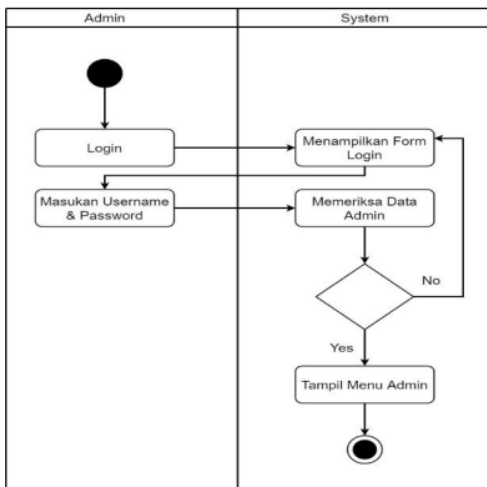 Admin
System
Login
Menampilkan Form
Login
Masukan Username
& Password
Memeriksa Data
Admin
No
Yes
Tampil Menu Admin